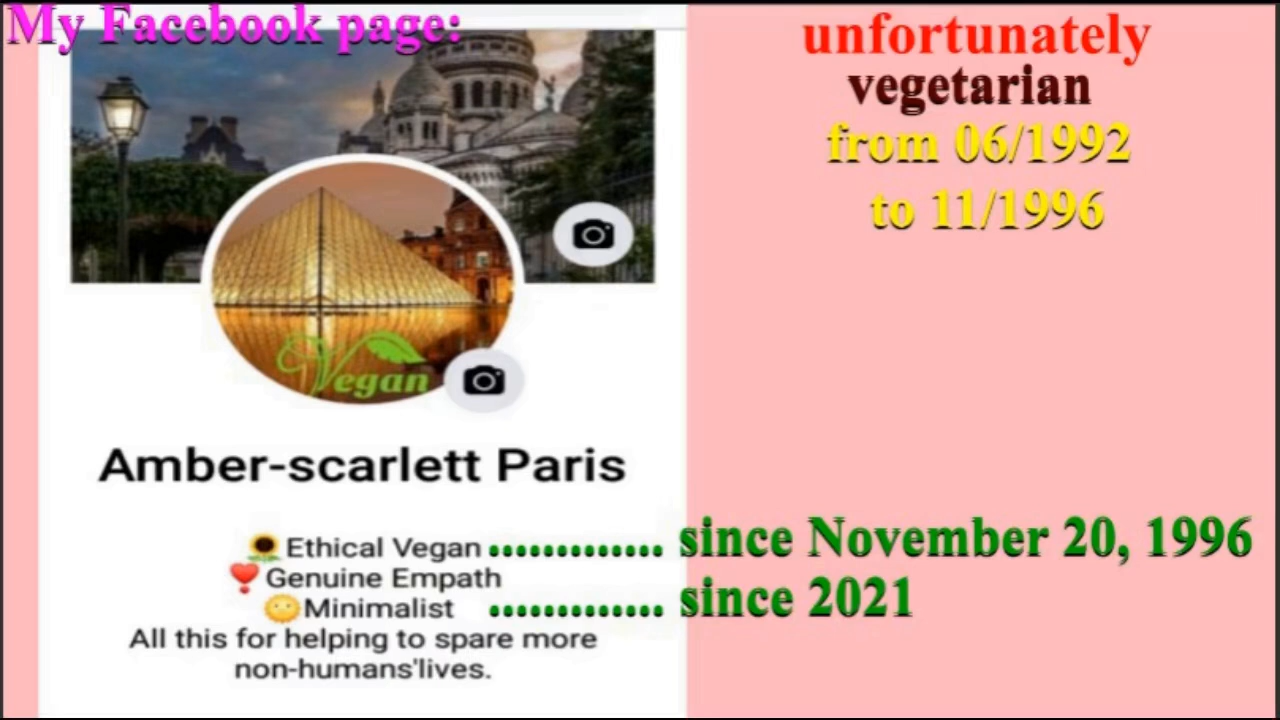 My Facebook page:
unfortunately
vegetarian
from 06/1992
to 11/1996
Vegan
Amber-scarlett Paris
🌻Ethical Vegan ............. since November 20, 1996
❣️Genuine Empath
🌝Minimalist ............. since 2021
All this for helping to spare more
non-humans'lives.